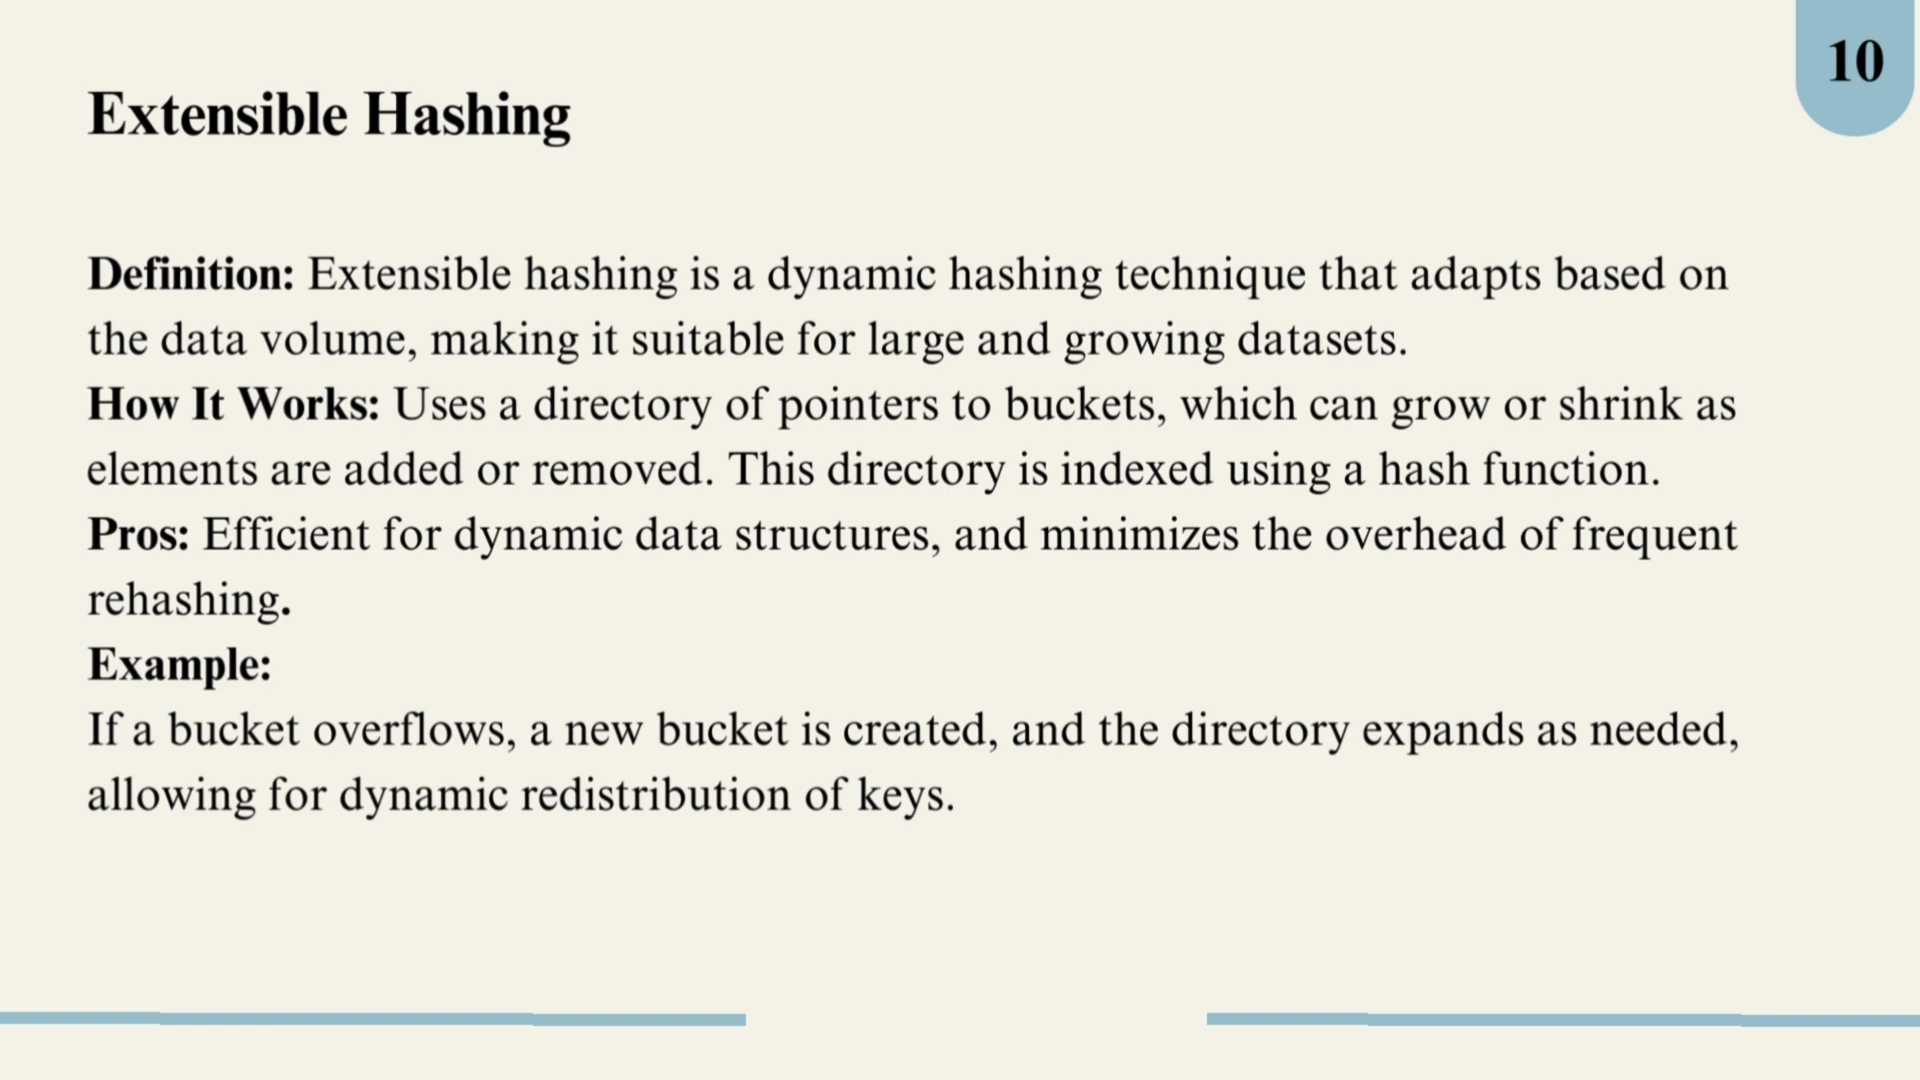 10
Extensible Hashing
Definition: Extensible hashing is a dynamic hashing technique that adapts based on
the data volume, making it suitable for large and growing datasets.
How It Works: Uses a directory of pointers to buckets, which can grow or shrink as
elements are added or removed. This directory is indexed using a hash function.
Pros: Efficient for dynamic data structures, and minimizes the overhead of frequent
rehashing.
Example:
If a bucket overflows, a new bucket is created, and the directory expands as needed,
allowing for dynamic redistribution of keys.